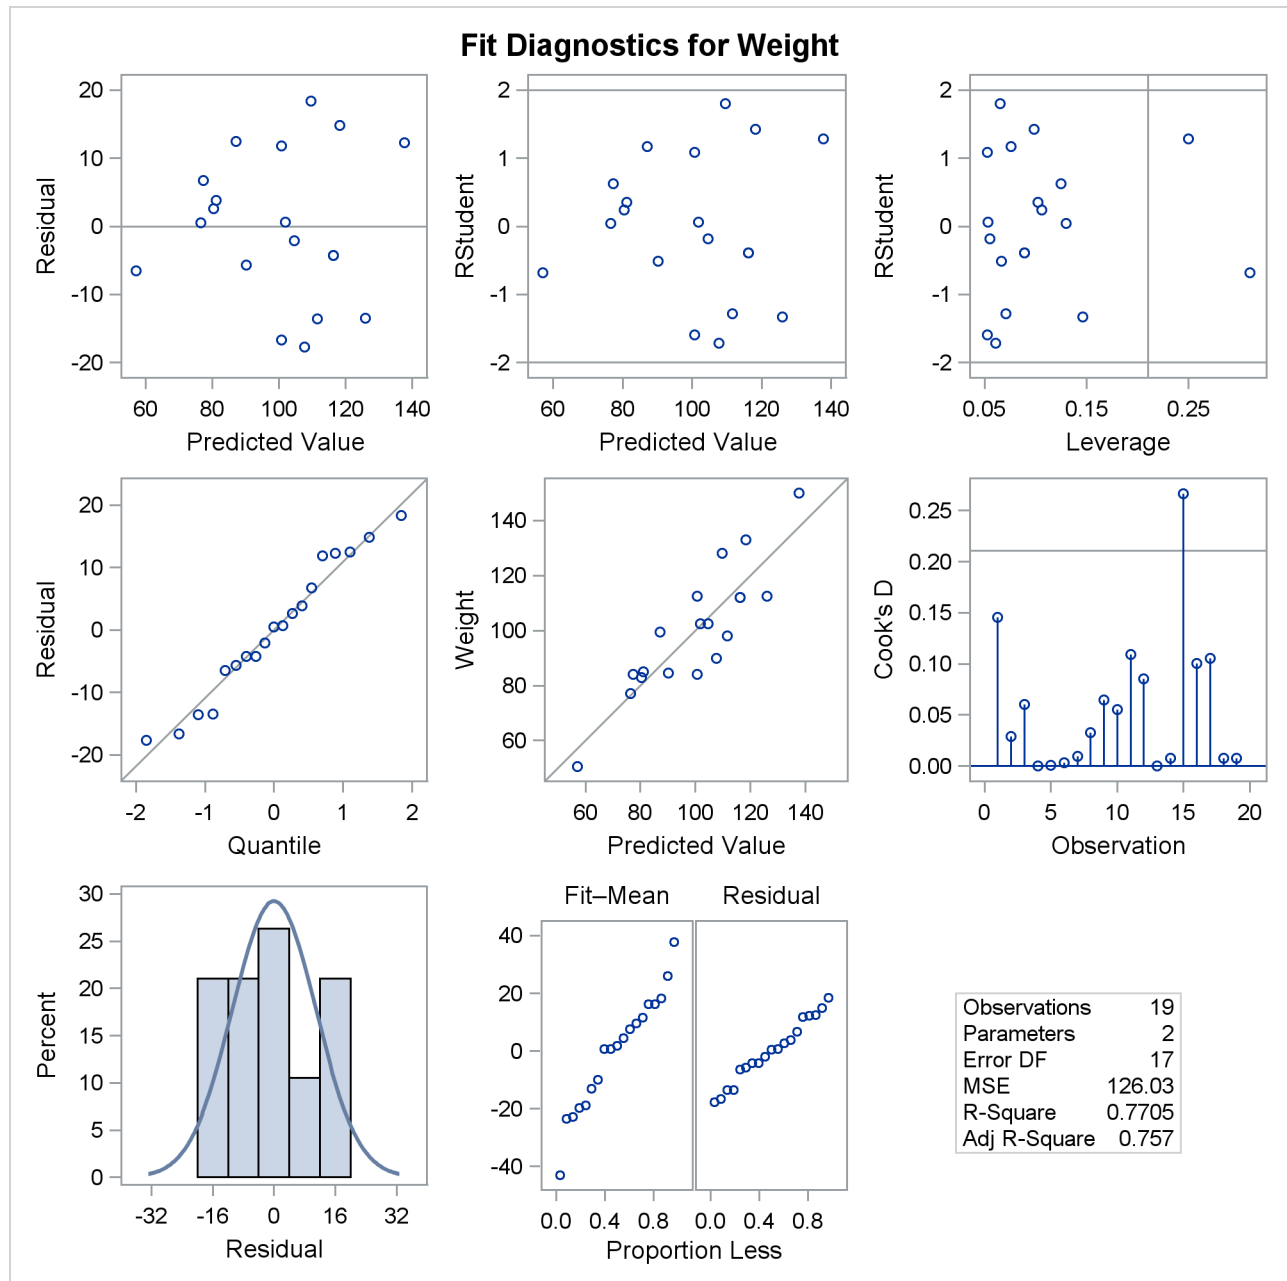 Fit Diagnostics for Weight
Residual
20
10
0
-10
-20
60 80 100 120 140
Predicted Value
RStudent
2
1
0
-1
-2
60 80 100 120 140
Predicted Value
RStudent
2
1
0
-1
-2
0.05 0.15 0.25
Leverage
Residual
20
10
0
-10
-20
-2 -1 0 1 2
Quantile
Weight
140
120
100
80
60
60 80 100 120 140
Predicted Value
Cook's D
0.25
0.20
0.15
0.10
0.05
0.00
0 5 10 15 20
Observation
Percent
30
25
20
15
10
5
0
-32 -16 0 16 32
Residual
Fit–Mean Residual
40
20
0
-20
-40
0.0 0.4 0.8 0.0 0.4 0.8
Proportion Less
Observations 19
Parameters 2
Error DF 17
MSE 126.03
R-Square 0.7705
Adj R-Square 0.757